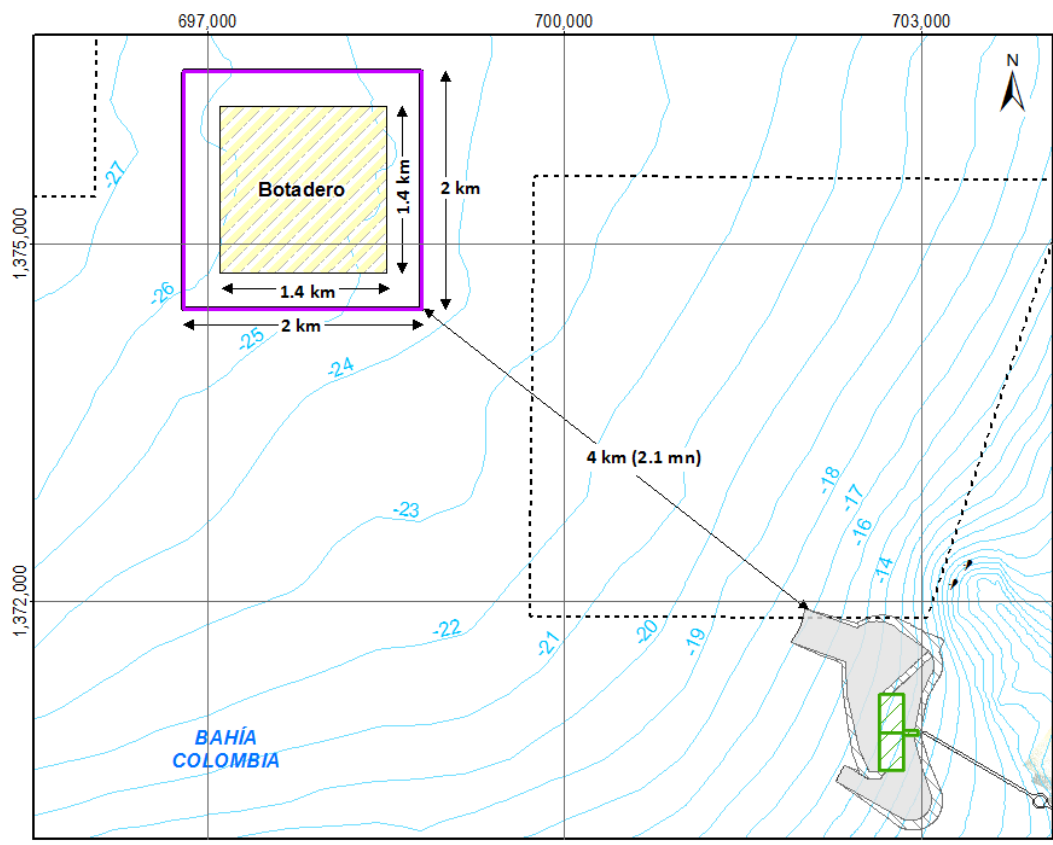 697,000
700,000
703,000
N
-27
Botadero
1.4 km
2 km
1,375,000
1.4 km
-26
2 km
-25
-24
4 km (2.1 mn)
-18
-17
-23
-16
-14
1,372,000
-22
-21
-20
-19
BAHÍA
COLOMBIA